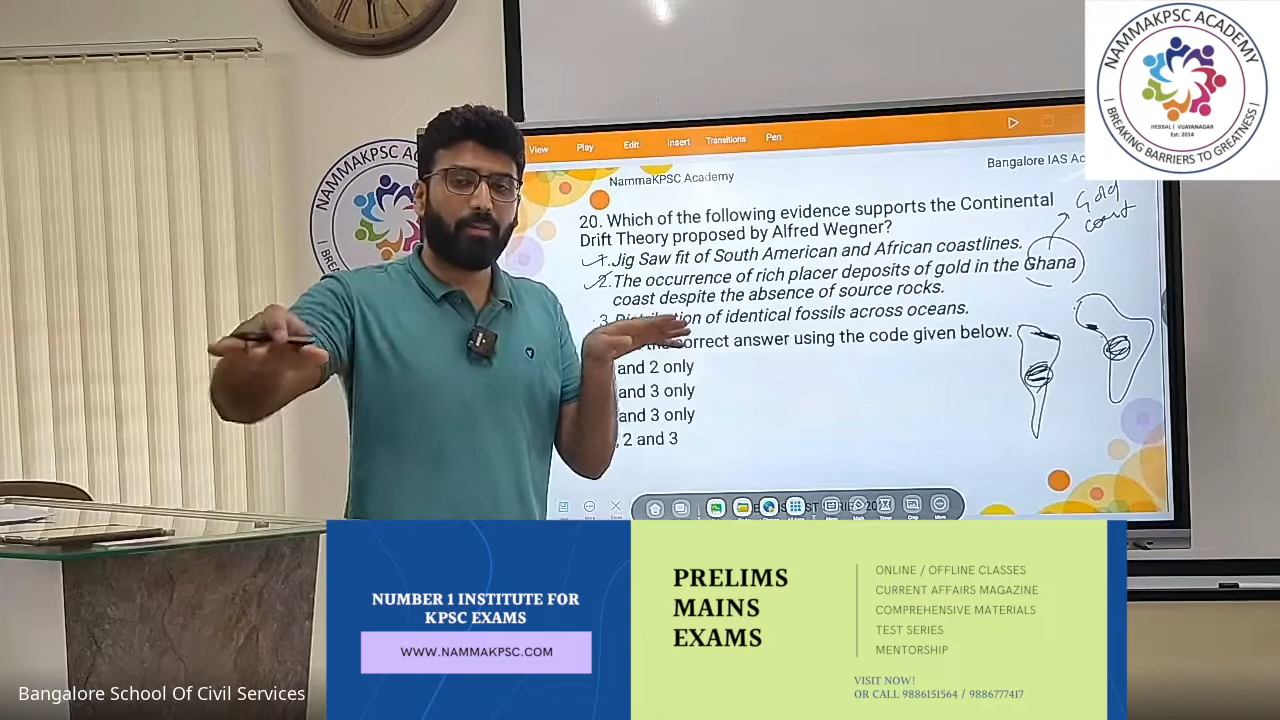 NAMMAKPSC ACADEMY
HEBBAL | VIJAYANAGAR
Est: 2014
| BREAKING BARRIERS TO GREATNESS |
NAMMAKPSC AC
View Play Edit Insert Transitions Pen
NammaKPSC Academy
Bangalore IAS Ac
Gold
coast
20. Which of the following evidence supports the Continental
Drift Theory proposed by Alfred Wegner?
1. Jig Saw fit of South American and African coastlines.
2. The occurrence of rich placer deposits of gold in the Ghana
coast despite the absence of source rocks.
3. Distribution of identical fossils across oceans.
correct answer using the code given below.
and 2 only
and 3 only
and 3 only
, 2 and 3
NUMBER 1 INSTITUTE FOR
KPSC EXAMS
WWW.NAMMAKPSC.COM
PRELIMS
MAINS
EXAMS
ONLINE / OFFLINE CLASSES
CURRENT AFFAIRS MAGAZINE
COMPREHENSIVE MATERIALS
TEST SERIES
MENTORSHIP
VISIT NOW!
OR CALL 9886151564 / 9886777417
Bangalore School Of Civil Services